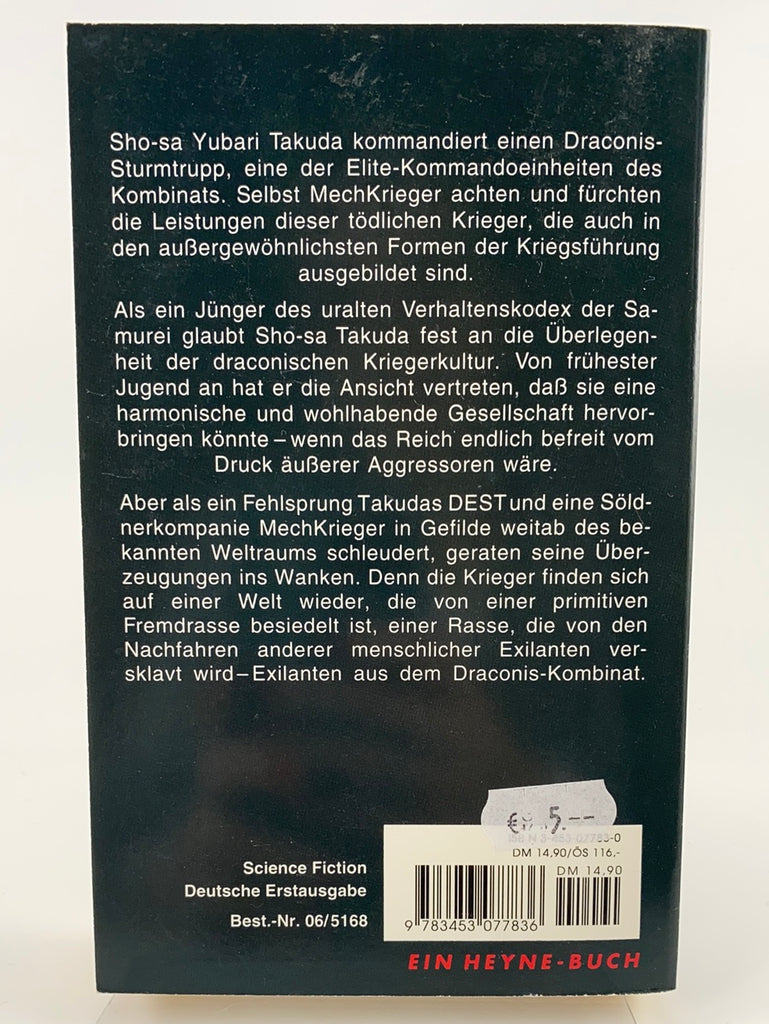 Sho-sa Yubari Takuda kommandiert einen Draconis-
Sturmtrupp, eine der Elite-Kommandoeinheiten des
Kombinats. Selbst MechKrieger achten und fürchten
die Leistungen dieser tödlichen Krieger, die auch in
den außergewöhnlichsten Formen der Kriegsführung
ausgebildet sind.
Als ein Jünger des uralten Verhaltenskodex der Sa-
murei glaubt Sho-sa Takuda fest an die Überlegen-
heit der draconischen Kriegerkultur. Von frühester
Jugend an hat er die Ansicht vertreten, daß sie eine
harmonische und wohlhabende Gesellschaft hervor-
bringen könnte – wenn das Reich endlich befreit vom
Druck äußerer Aggressoren wäre.
Aber als ein Fehlsprung Takudas DEST und eine Söld-
nerkompanie MechKrieger in Gefilde weitab des be-
kannten Weltraums schleudert, geraten seine Über-
zeugungen ins Wanken. Denn die Krieger finden sich
auf einer Welt wieder, die von einer primitiven
Fremdrasse besiedelt ist, einer Rasse, die von den
Nachfahren anderer menschlicher Exilanten ver-
sklavt wird – Exilanten aus dem Draconis-Kombinat.
€ 5.--
ISBN 3-453-07783-0
DM 14,90/ÖS 116,-
DM 14,90
Science Fiction
Deutsche Erstausgabe
Best.-Nr. 06/5168
9 783453 077836
EIN HEYNE-BUCH